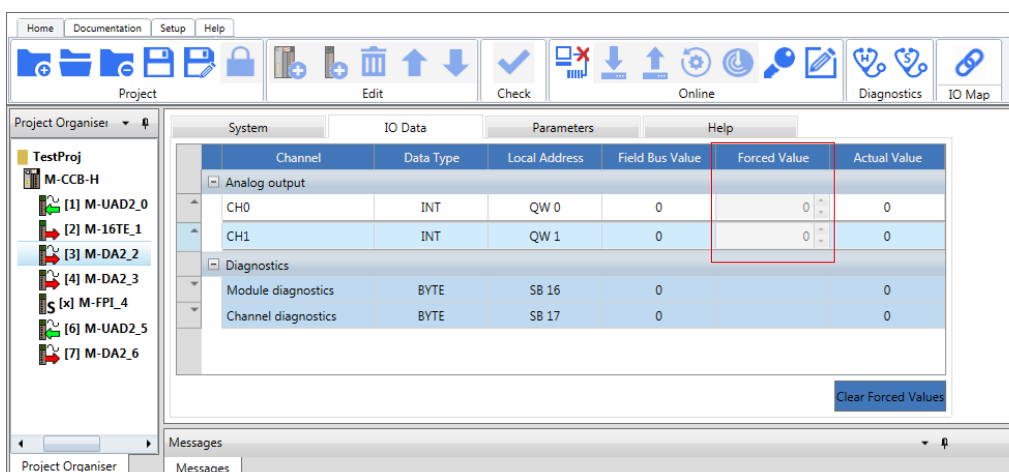 Home Documentation Setup Help
Project Edit Check Online Diagnostics IO Map
Project Organiser
TestProj
M-CCB-H
[1] M-UAD2_0
[2] M-16TE_1
[3] M-DA2_2
[4] M-DA2_3
S [x] M-FPI_4
[6] M-UAD2_5
[7] M-DA2_6
Project Organiser
System IO Data Parameters Help
Channel Data Type Local Address Field Bus Value Forced Value Actual Value
Analog output
CH0 INT QW 0 0 0 0
CH1 INT QW 1 0 0 0
Diagnostics
Module diagnostics BYTE SB 16 0 0
Channel diagnostics BYTE SB 17 0 0
Clear Forced Values
Messages
Messages